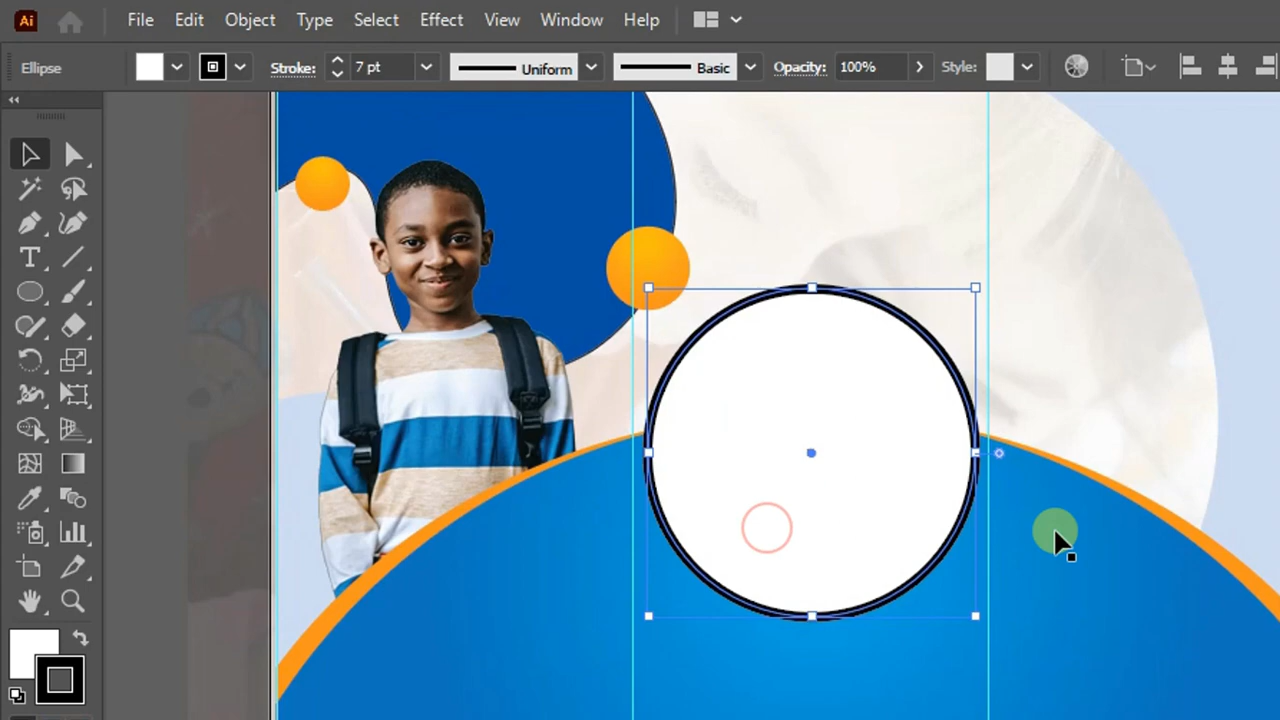 Ai File Edit Object Type Select Effect View Window Help
Ellipse Stroke: 7 pt Uniform Basic Opacity: 100% Style:
T